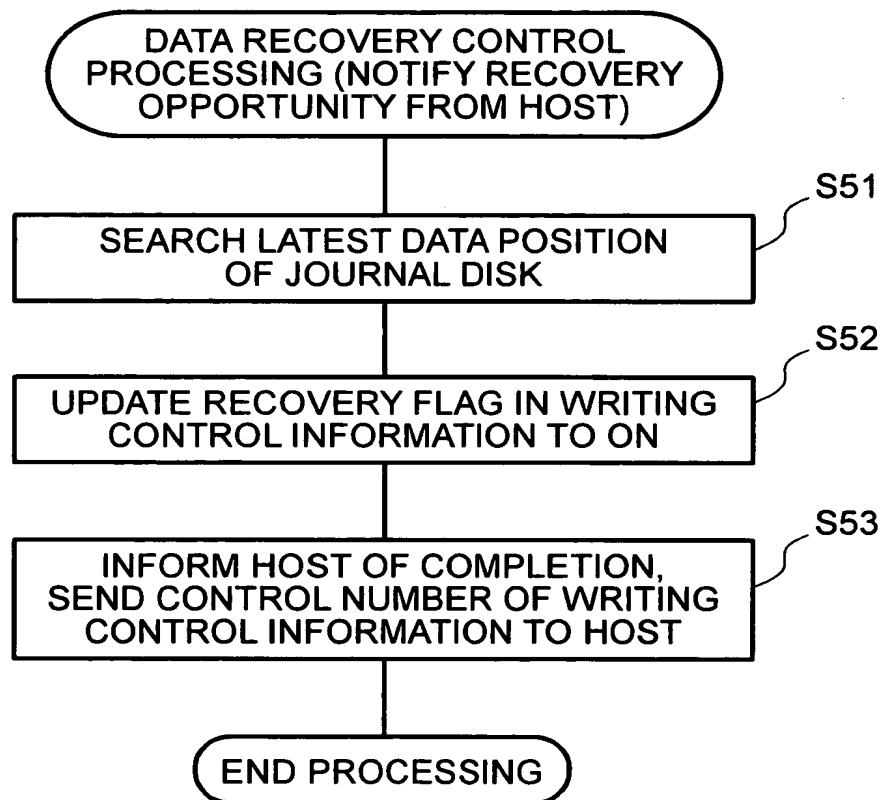 DATA RECOVERY CONTROL
PROCESSING (NOTIFY RECOVERY
OPPORTUNITY FROM HOST)
S51
SEARCH LATEST DATA POSITION
OF JOURNAL DISK
S52
UPDATE RECOVERY FLAG IN WRITING
CONTROL INFORMATION TO ON
S53
INFORM HOST OF COMPLETION,
SEND CONTROL NUMBER OF WRITING
CONTROL INFORMATION TO HOST
END PROCESSING